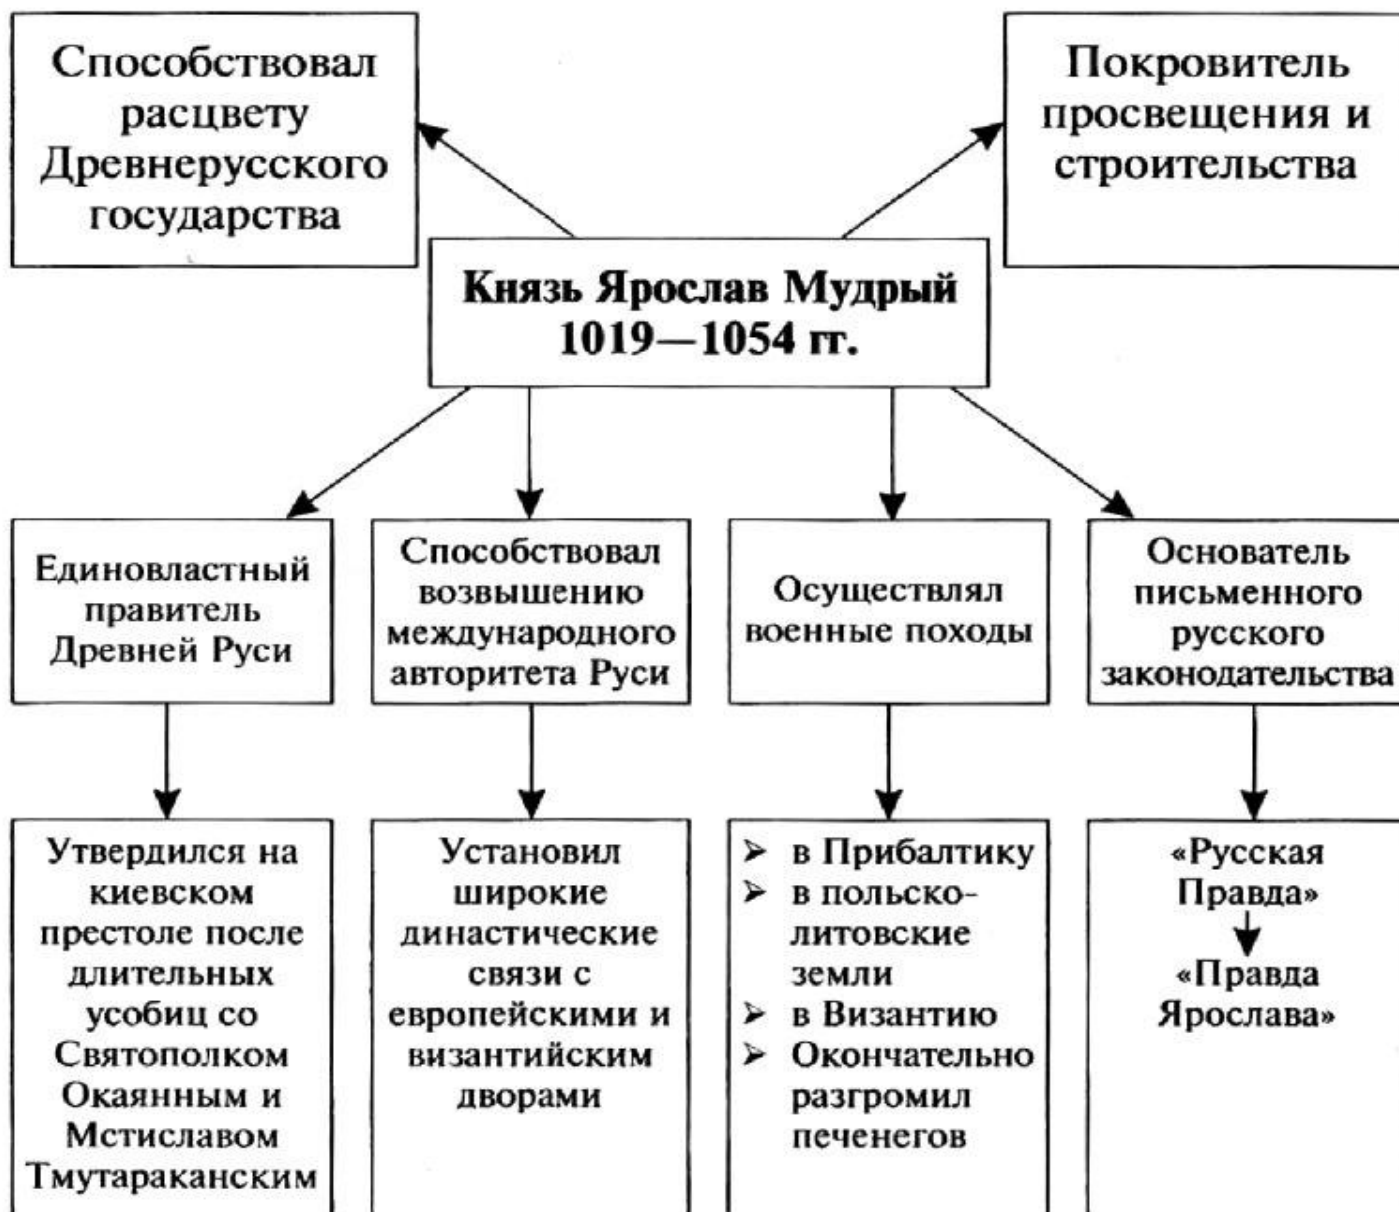 Способствовал
расцвету
Древнерусского
государства
Покровитель
просвещения и
строительства
Князь Ярослав Мудрый
1019—1054 гг.
Единовластный
правитель
Древней Руси
Способствовал
возвышению
международного
авторитета Руси
Осуществлял
военные походы
Основатель
письменного
русского
законодательства
Утвердился на
киевском
престоле после
длительных
усобиц со
Святополком
Окаянным и
Мстиславом
Тмутараканским
Установил
широкие
династические
связи с
европейскими и
византийским
дворами
➢ в Прибалтику
➢ в польско-
литовские
земли
➢ в Византию
➢ Окончательно
разгромил
печенегов
«Русская
Правда»
«Правда
Ярослава»